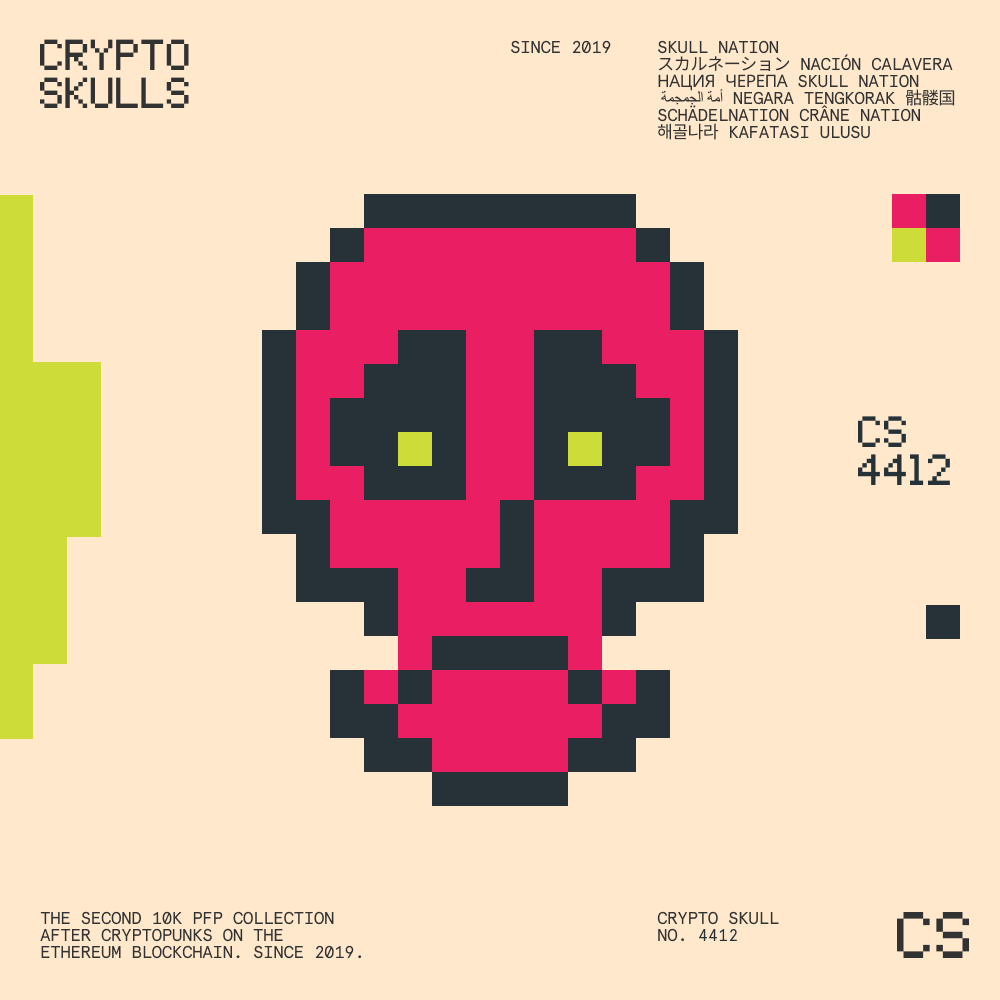 CRYPTO
SKULLS
SINCE 2019
SKULL NATION
スカルネーション NACIÓN CALAVERA
НАЦИЯ ЧЕРЕПА SKULL NATION
أمة الجمجمة NEGARA TENGKORAK 骷髅国
SCHÄDELNATION CRÂNE NATION
해골나라 KAFATASI ULUSU
CS
4412
THE SECOND 10K PFP COLLECTION
AFTER CRYPTOPUNKS ON THE
ETHEREUM BLOCKCHAIN. SINCE 2019.
CRYPTO SKULL
NO. 4412
CS